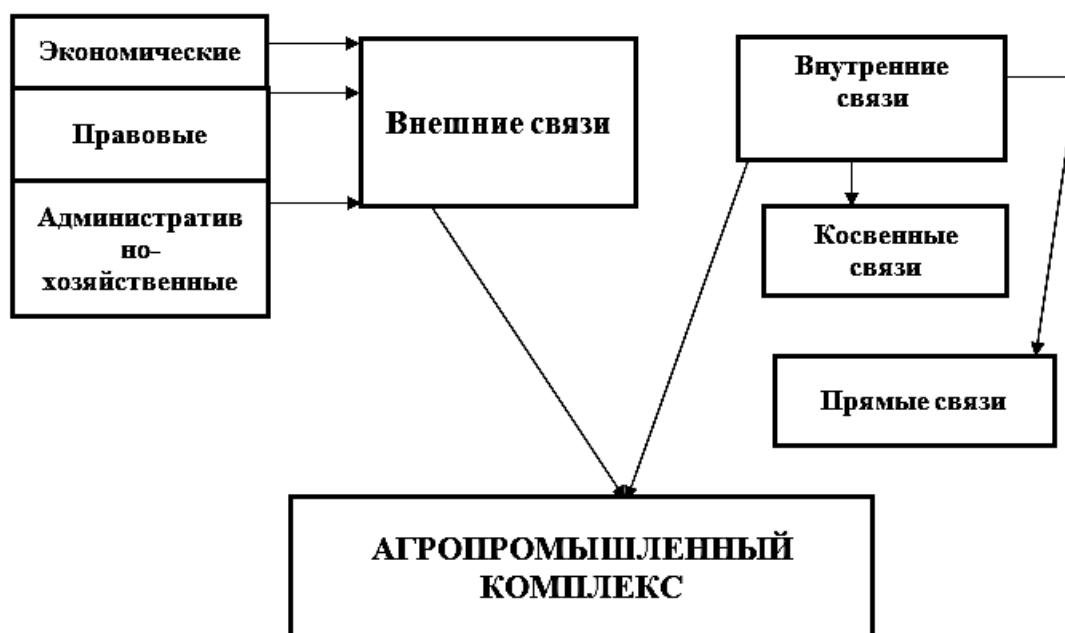 Экономические
Правовые
Административ
но-
хозяйственные
Внешние связи
Внутренние
связи
Косвенные
связи
Прямые связи
АГРОПРОМЫШЛЕННЫЙ
КОМПЛЕКС